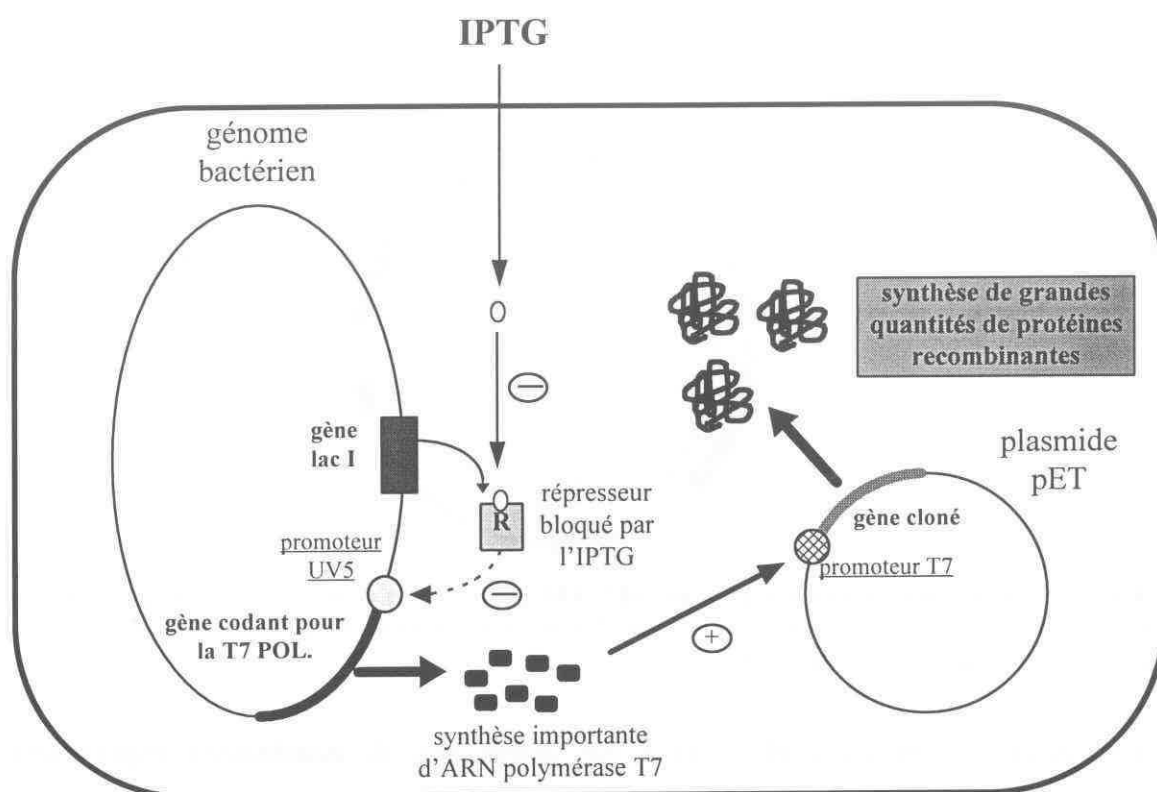 IPTG
génome
bactérien
gène
lac I
promoteur
UV5
gène codant pour
la T7 POL.
R
répresseur
bloqué par
l'IPTG
synthèse importante
d'ARN polymérase T7
synthèse de grandes
quantités de protéines
recombinantes
plasmide
pET
gène cloné
promoteur T7